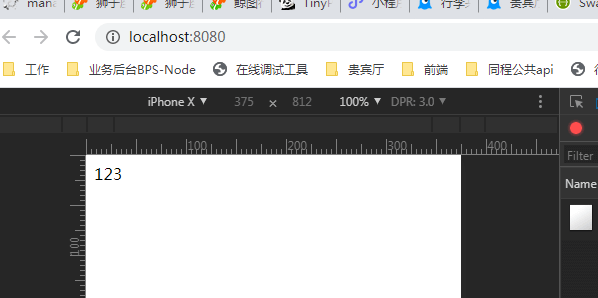 mana 狮子 狮子 鲸图 TinyP 小程 行李 贵宾 Swa
localhost:8080
工作 业务后台BPS-Node 在线调试工具 贵宾厅 前端 同程公共api
iPhone X ▼ 375 × 812 100% ▼ DPR: 3.0 ▼
100 200 300 400
Filter
123
Name
100